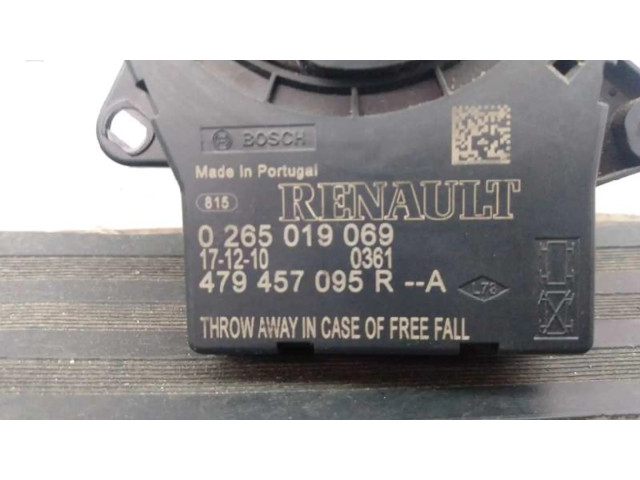 BOSCH
Made in Portugal
815
RENAULT
0 265 019 069
17-12-10 0361
479 457 095 R --A
L78
THROW AWAY IN CASE OF FREE FALL